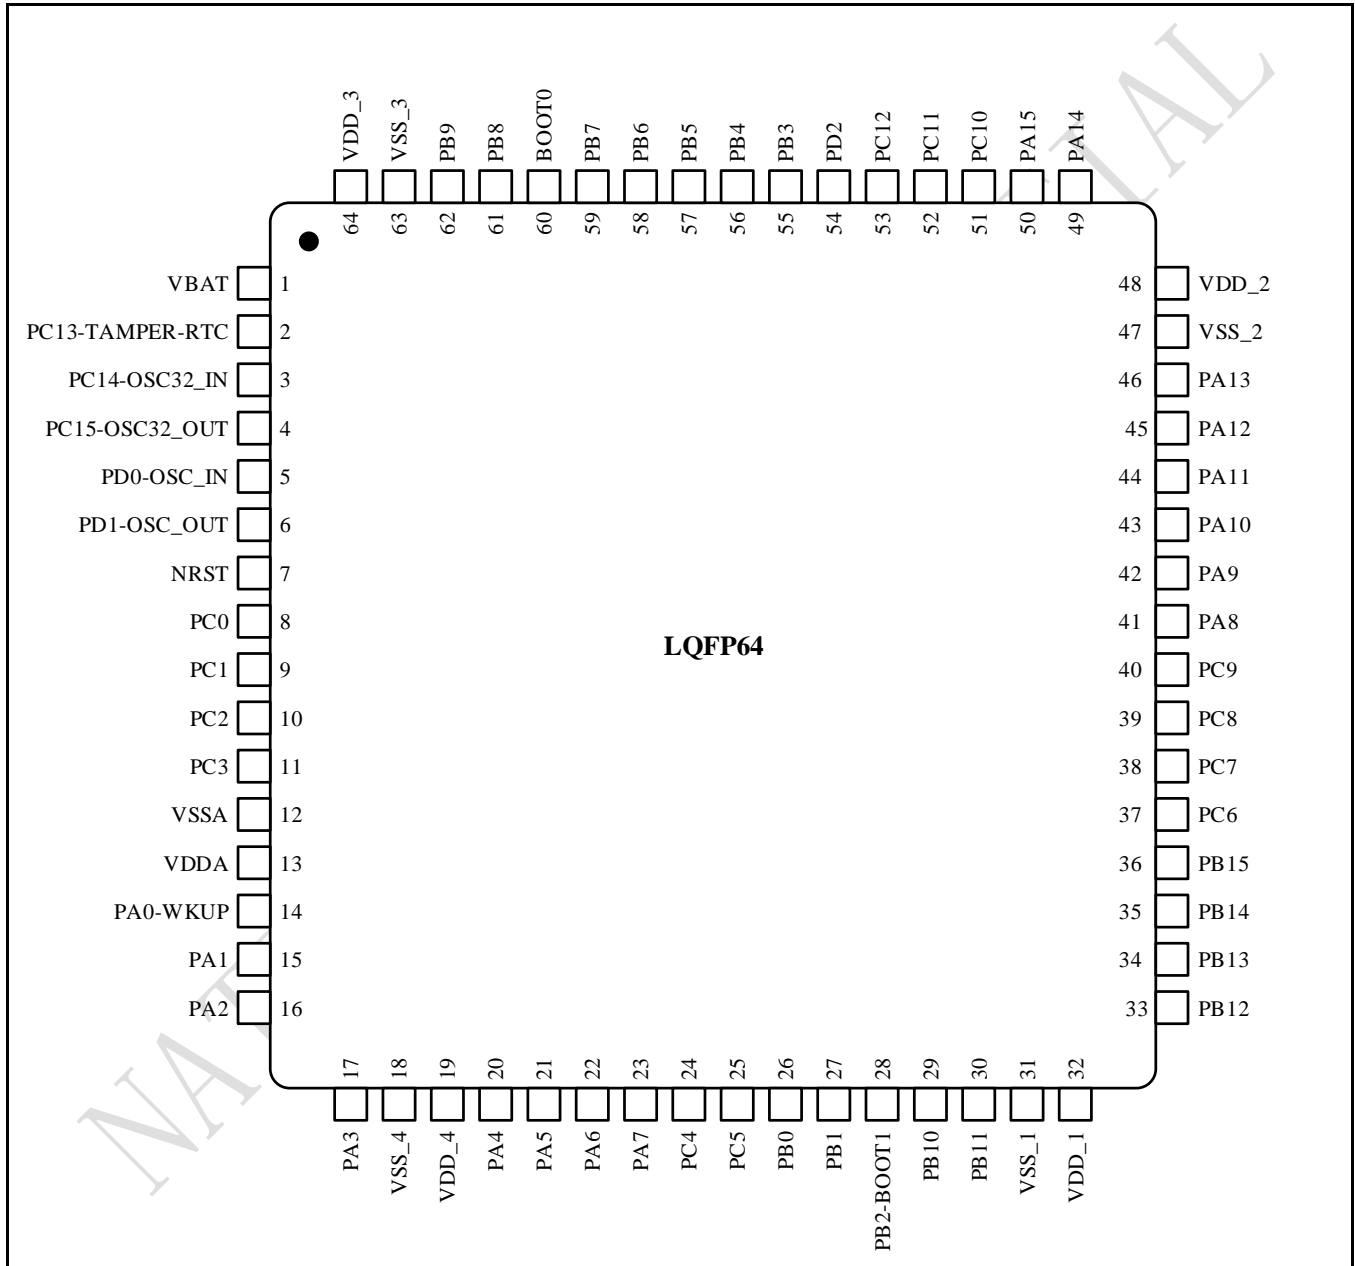 VDD_3 VSS_3 PB9 PB8 BOOT0 PB7 PB6 PB5 PB4 PB3 PD2 PC12 PC11 PC10 PA15 PA14
64 63 62 61 60 59 58 57 56 55 54 53 52 51 50 49
VBAT 1 48 VDD_2
PC13-TAMPER-RTC 2 47 VSS_2
PC14-OSC32_IN 3 46 PA13
PC15-OSC32_OUT 4 45 PA12
PD0-OSC_IN 5 44 PA11
PD1-OSC_OUT 6 43 PA10
NRST 7 42 PA9
PC0 8 41 PA8
LQFP64
PC1 9 40 PC9
PC2 10 39 PC8
PC3 11 38 PC7
VSSA 12 37 PC6
VDDA 13 36 PB15
PA0-WKUP 14 35 PB14
PA1 15 34 PB13
PA2 16 33 PB12
17 18 19 20 21 22 23 24 25 26 27 28 29 30 31 32
PA3 VSS_4 VDD_4 PA4 PA5 PA6 PA7 PC4 PC5 PB0 PB1 PB2-BOOT1 PB10 PB11 VSS_1 VDD_1